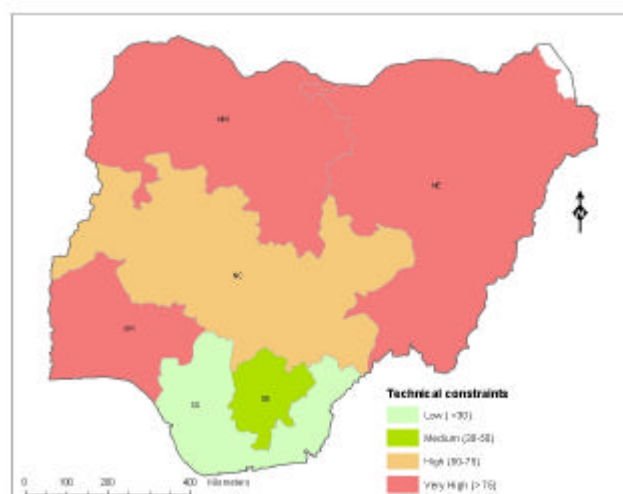 NW
NE
NC
SW
SS
SE
N
Technical constraints
Low (<30)
Medium (30-50)
High (50-75)
Very High (> 75)
0 100 200 400 Kilometers